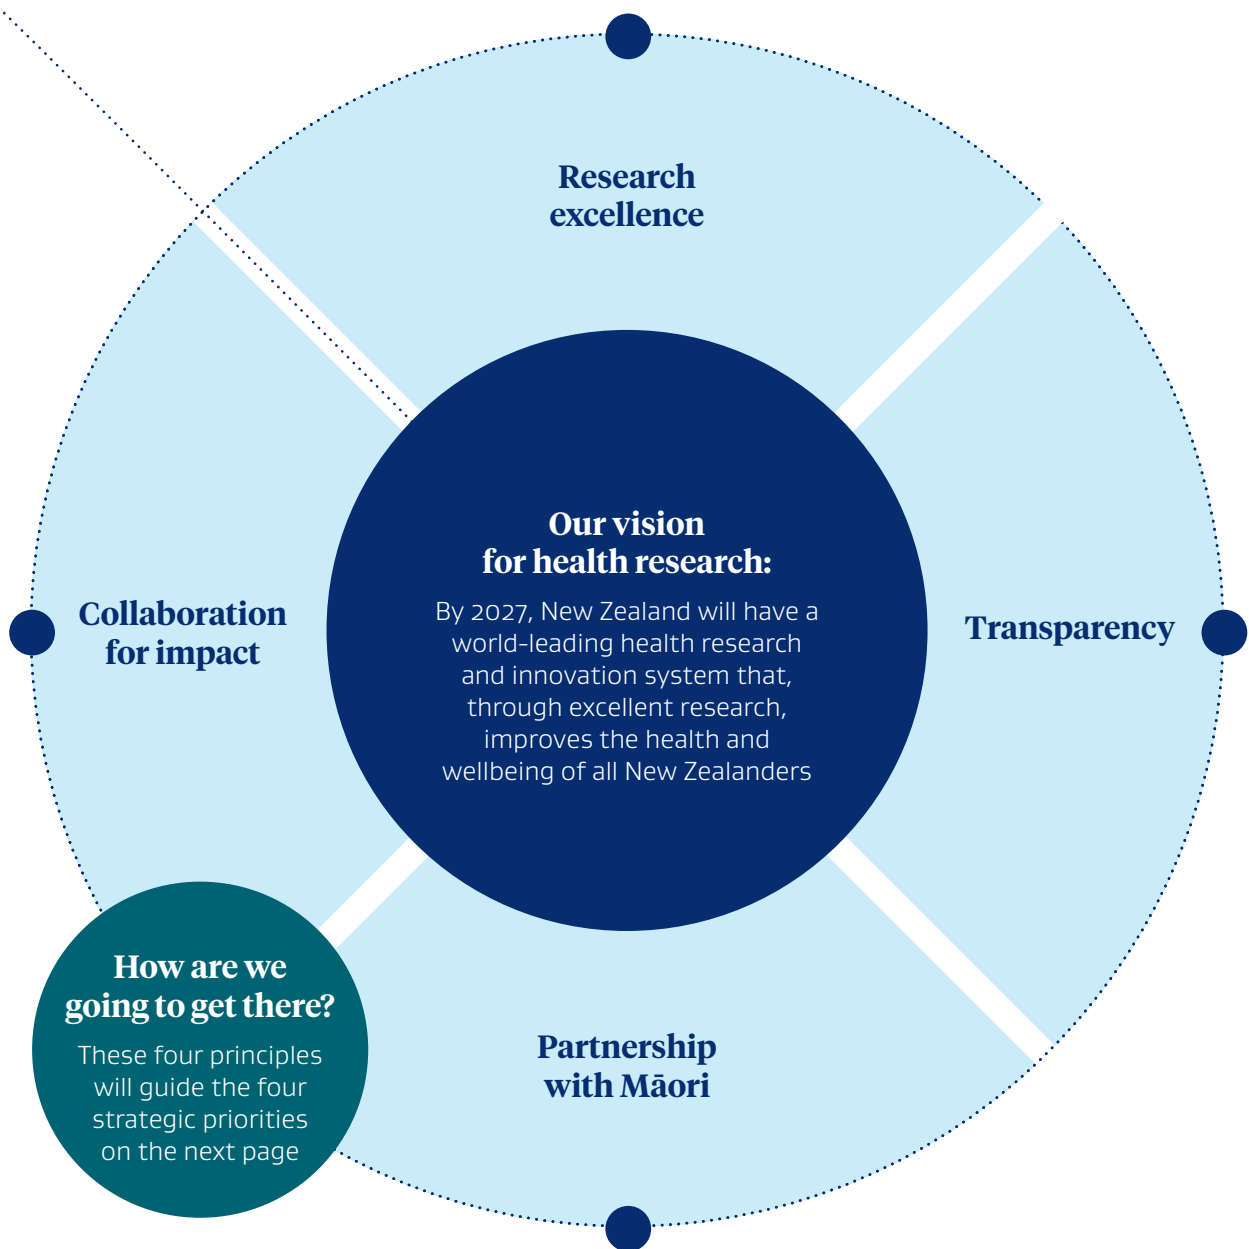 Research
excellence
Our vision
for health research:
By 2027, New Zealand will have a
world-leading health research
and innovation system that,
through excellent research,
improves the health and
wellbeing of all New Zealanders
Collaboration
for impact
Transparency
How are we
going to get there?
These four principles
will guide the four
strategic priorities
on the next page
Partnership
with Māori